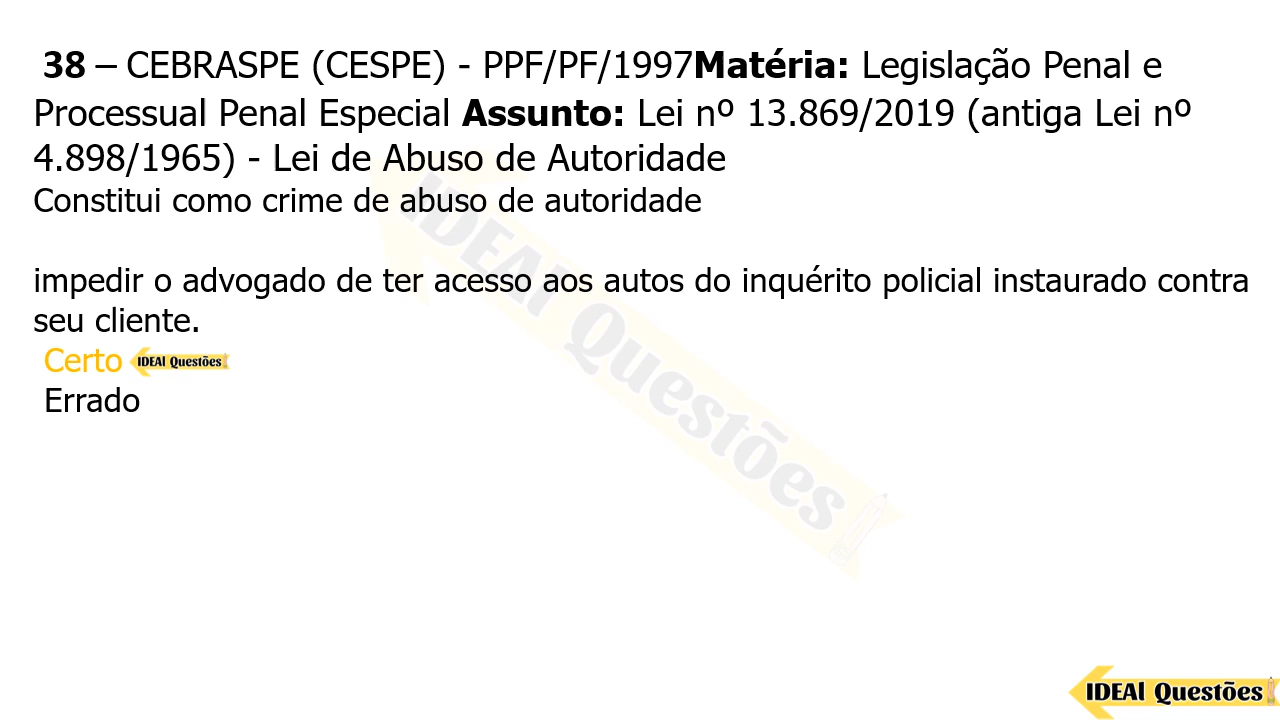 38 – CEBRASPE (CESPE) - PPF/PF/1997Matéria: Legislação Penal e
Processual Penal Especial Assunto: Lei nº 13.869/2019 (antiga Lei nº
4.898/1965) - Lei de Abuso de Autoridade
Constitui como crime de abuso de autoridade
impedir o advogado de ter acesso aos autos do inquérito policial instaurado contra
seu cliente.
Certo IDEAl Questões
Errado
IDEAl Questões
IDEAl Questões